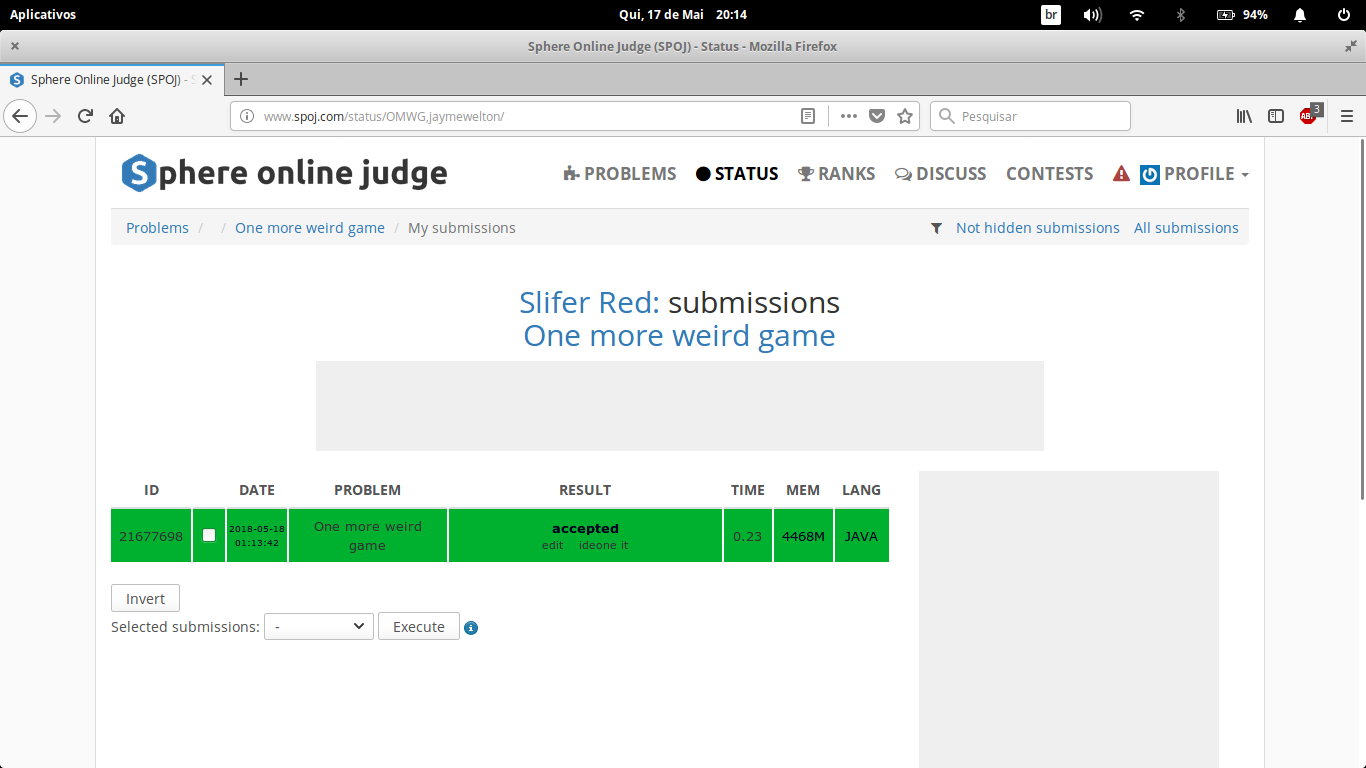 Aplicativos Qui, 17 de Mai 20:14 br 94%
Sphere Online Judge (SPOJ) - Status - Mozilla Firefox
Sphere Online Judge (SPOJ) -
www.spoj.com/status/OMWG,jaymewelton/ Pesquisar ABP 3
Sphere online judge PROBLEMS STATUS RANKS DISCUSS CONTESTS PROFILE
Problems / / One more weird game / My submissions Not hidden submissions All submissions
Slifer Red: submissions
One more weird game
ID DATE PROBLEM RESULT TIME MEM LANG
21677698 2018-05-18 01:13:42 One more weird game accepted edit ideone it 0.23 4468M JAVA
Invert
Selected submissions: - Execute